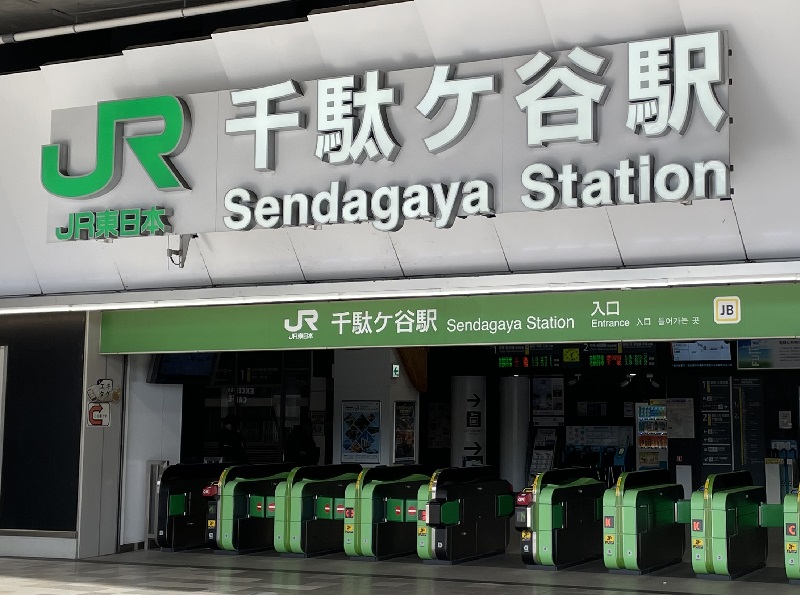 JR 千駄ケ谷駅
JR東日本 Sendagaya Station
JR 千駄ケ谷駅 Sendagaya Station 入口
JR東日本 Entrance 入口 들어가는 곳
JB
K
K
C